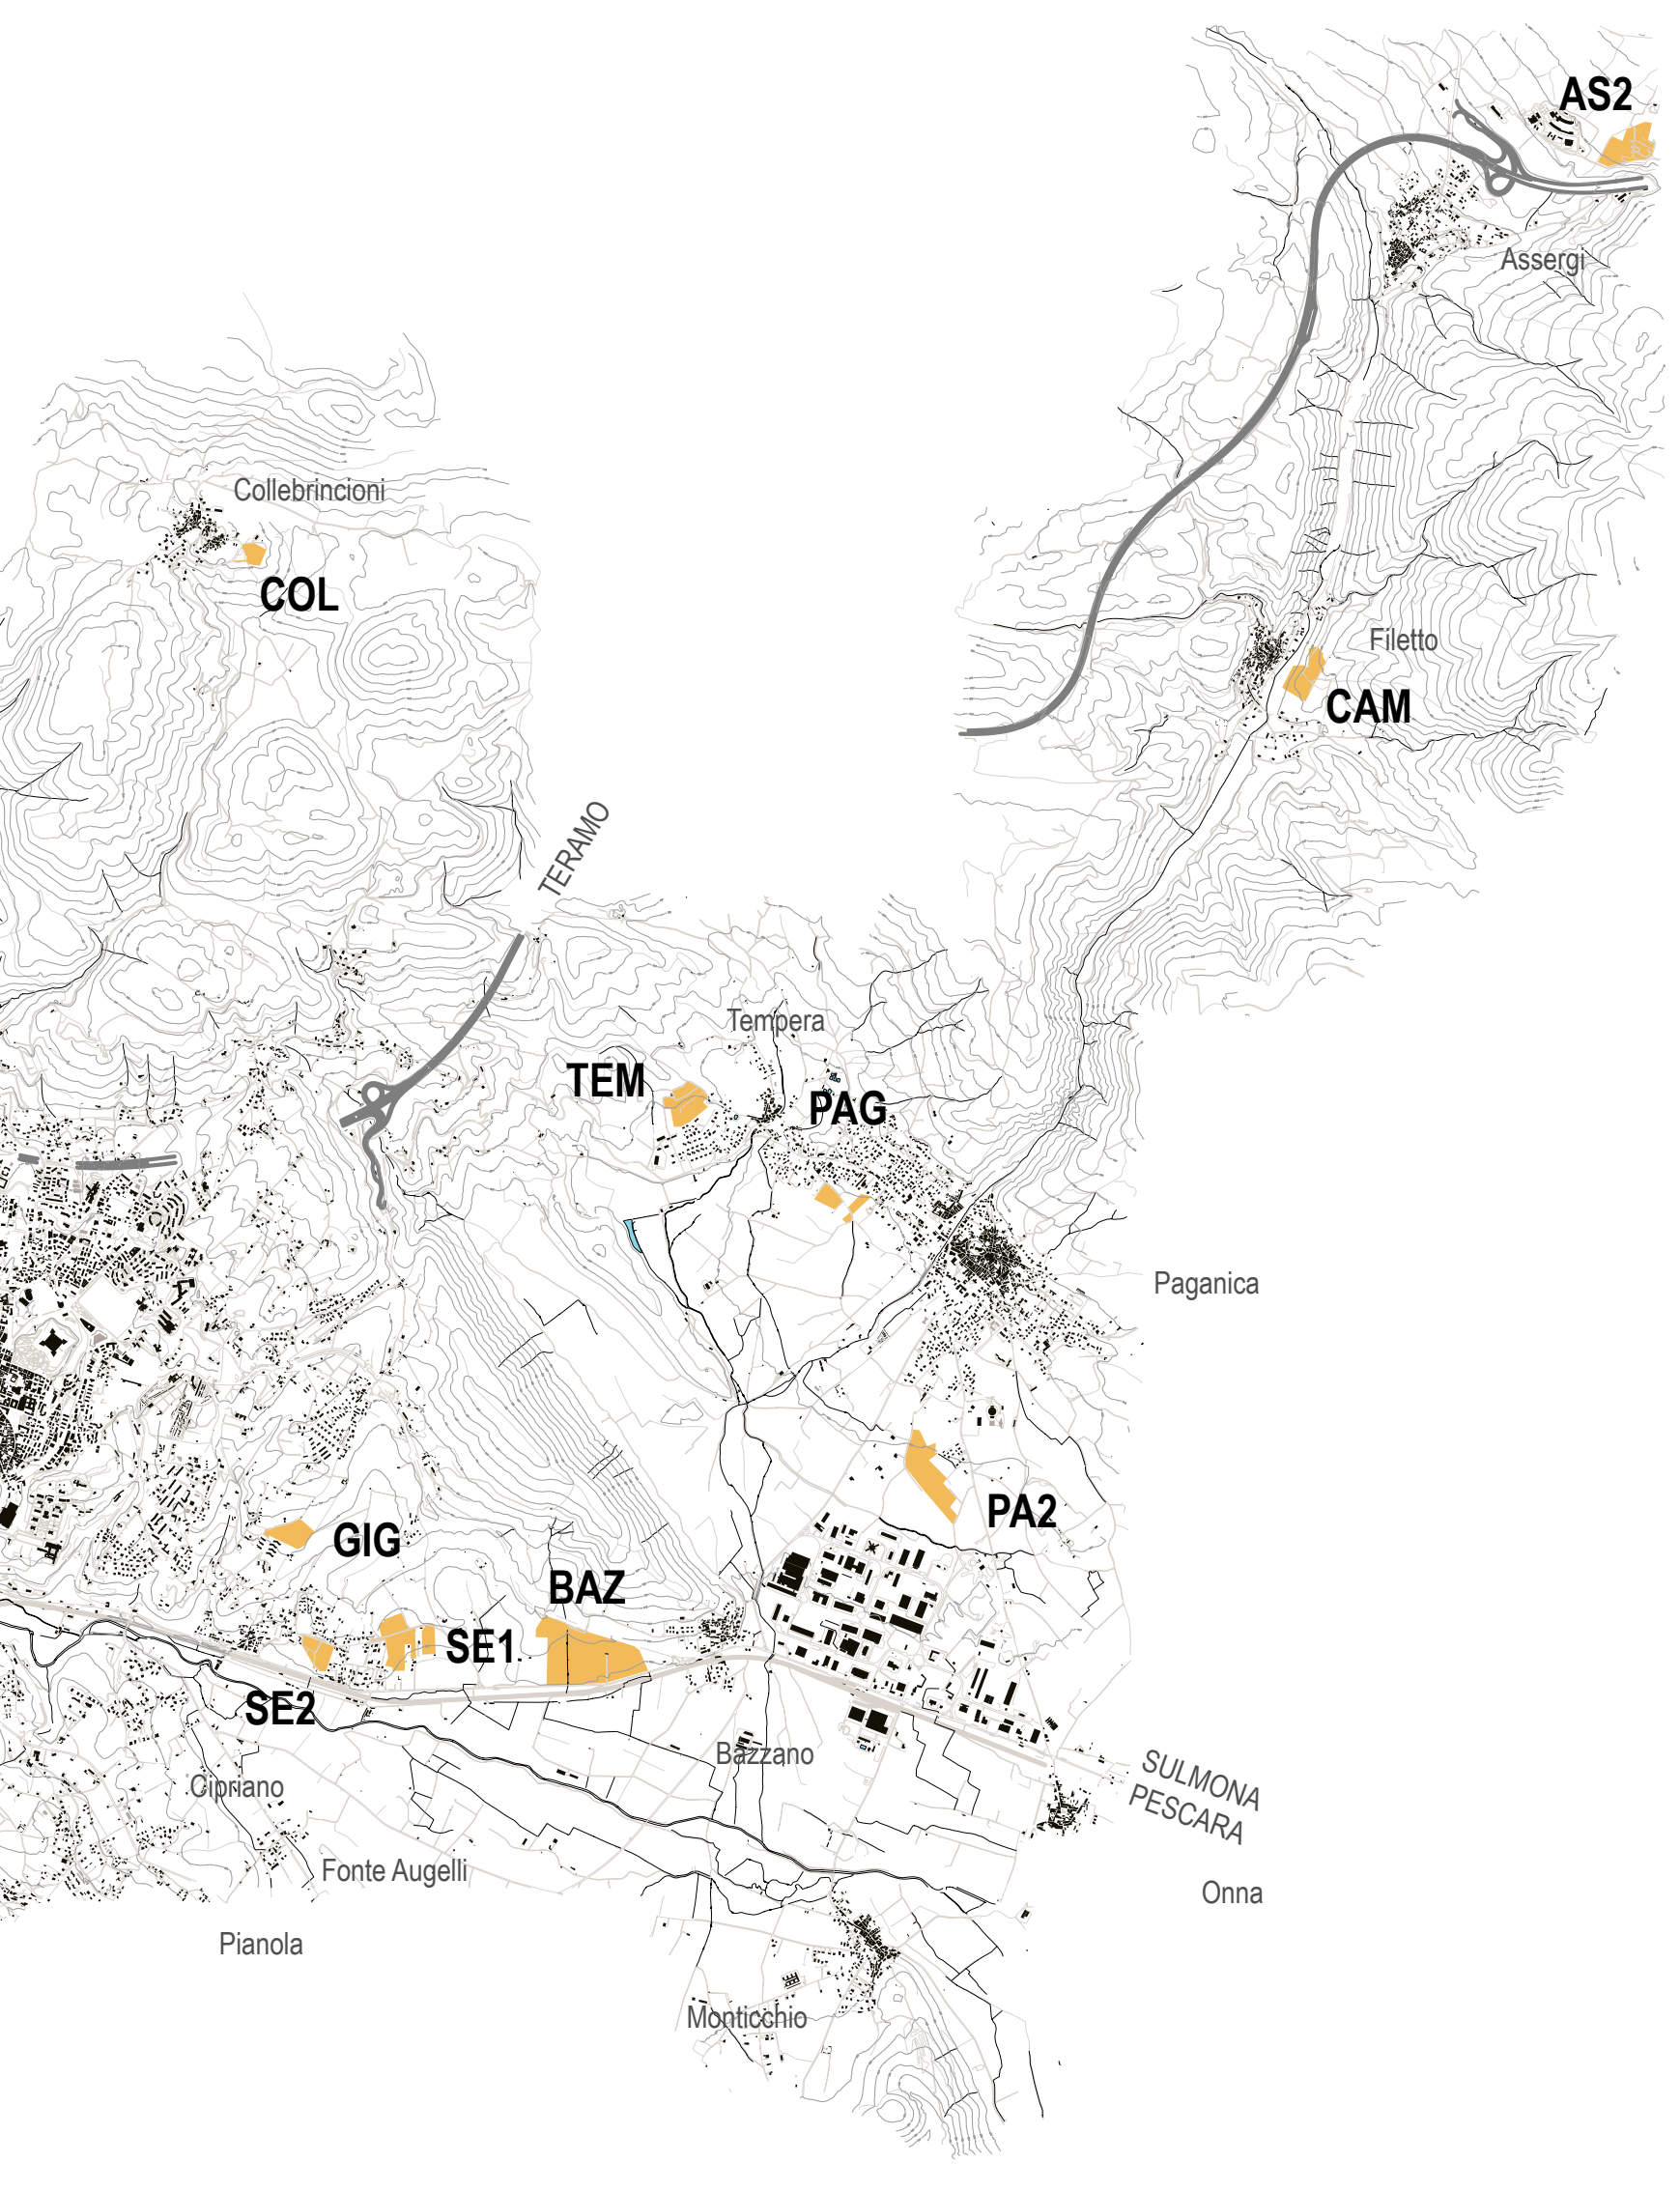 AS2
Assergi
Collebrincioni
COL
Filetto
CAM
TERAMO
Tempera
TEM
PAG
Paganica
PA2
GIG
BAZ
SE1
SE2
Bazzano
SULMONA
PESCARA
Cipriano
Fonte Augelli
Onna
Pianola
Monticchio